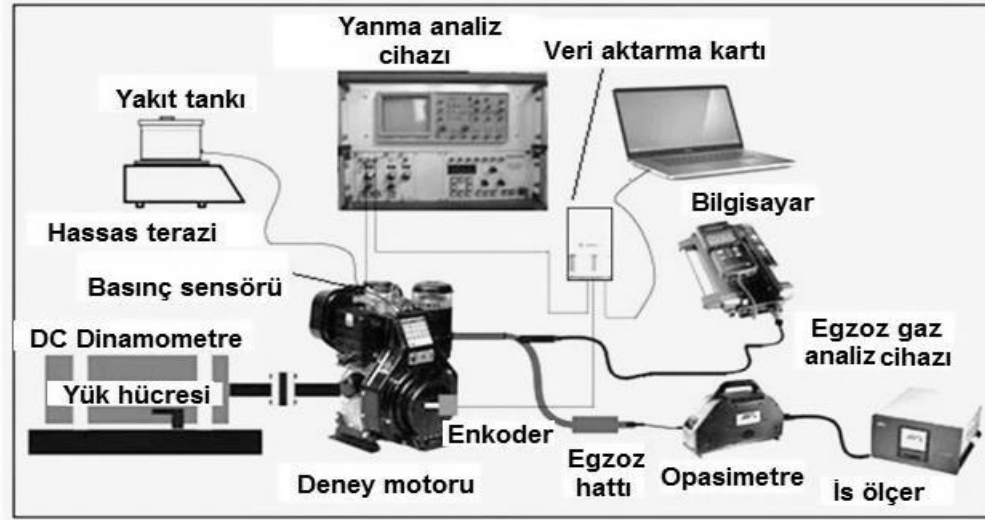 Yanma analiz
cihazı
Veri aktarma kartı
Yakıt tankı
Bilgisayar
Hassas terazi
Basınç sensörü
DC Dinamometre
Egzoz gaz
analiz cihazı
Yük hücresi
Enkoder
Egzoz
hattı
Opasimetre
Deney motoru
İs ölçer